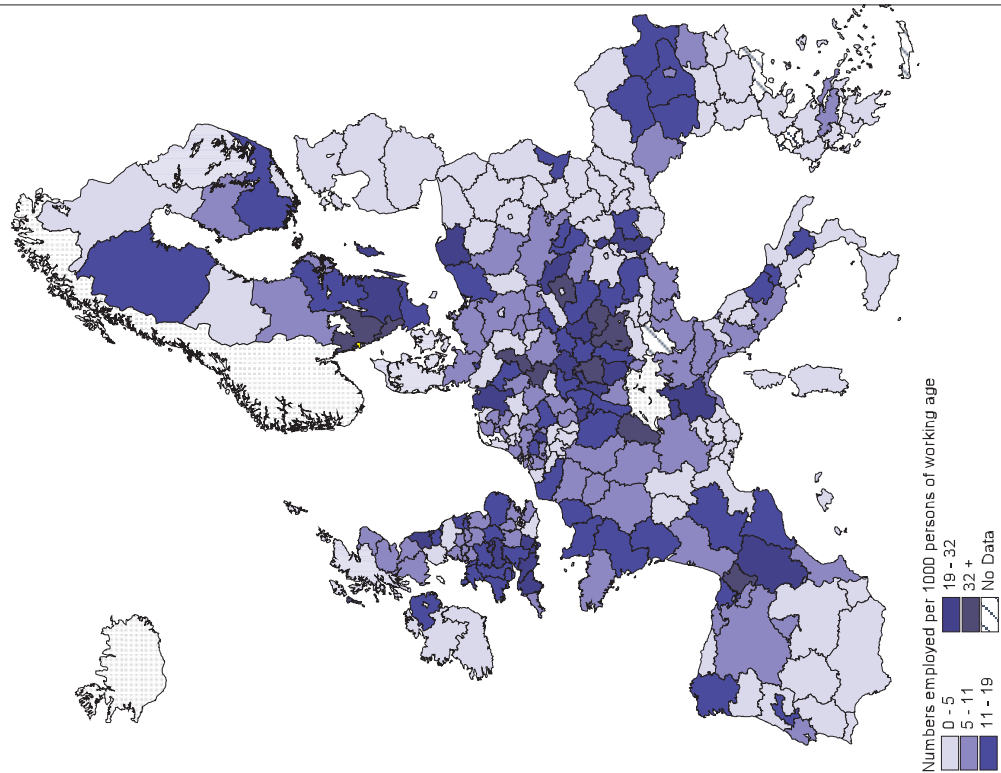 Numbers employed per 1000 persons of working age
0 - 5
5 - 11
11 - 19
19 - 32
32 +
No Data